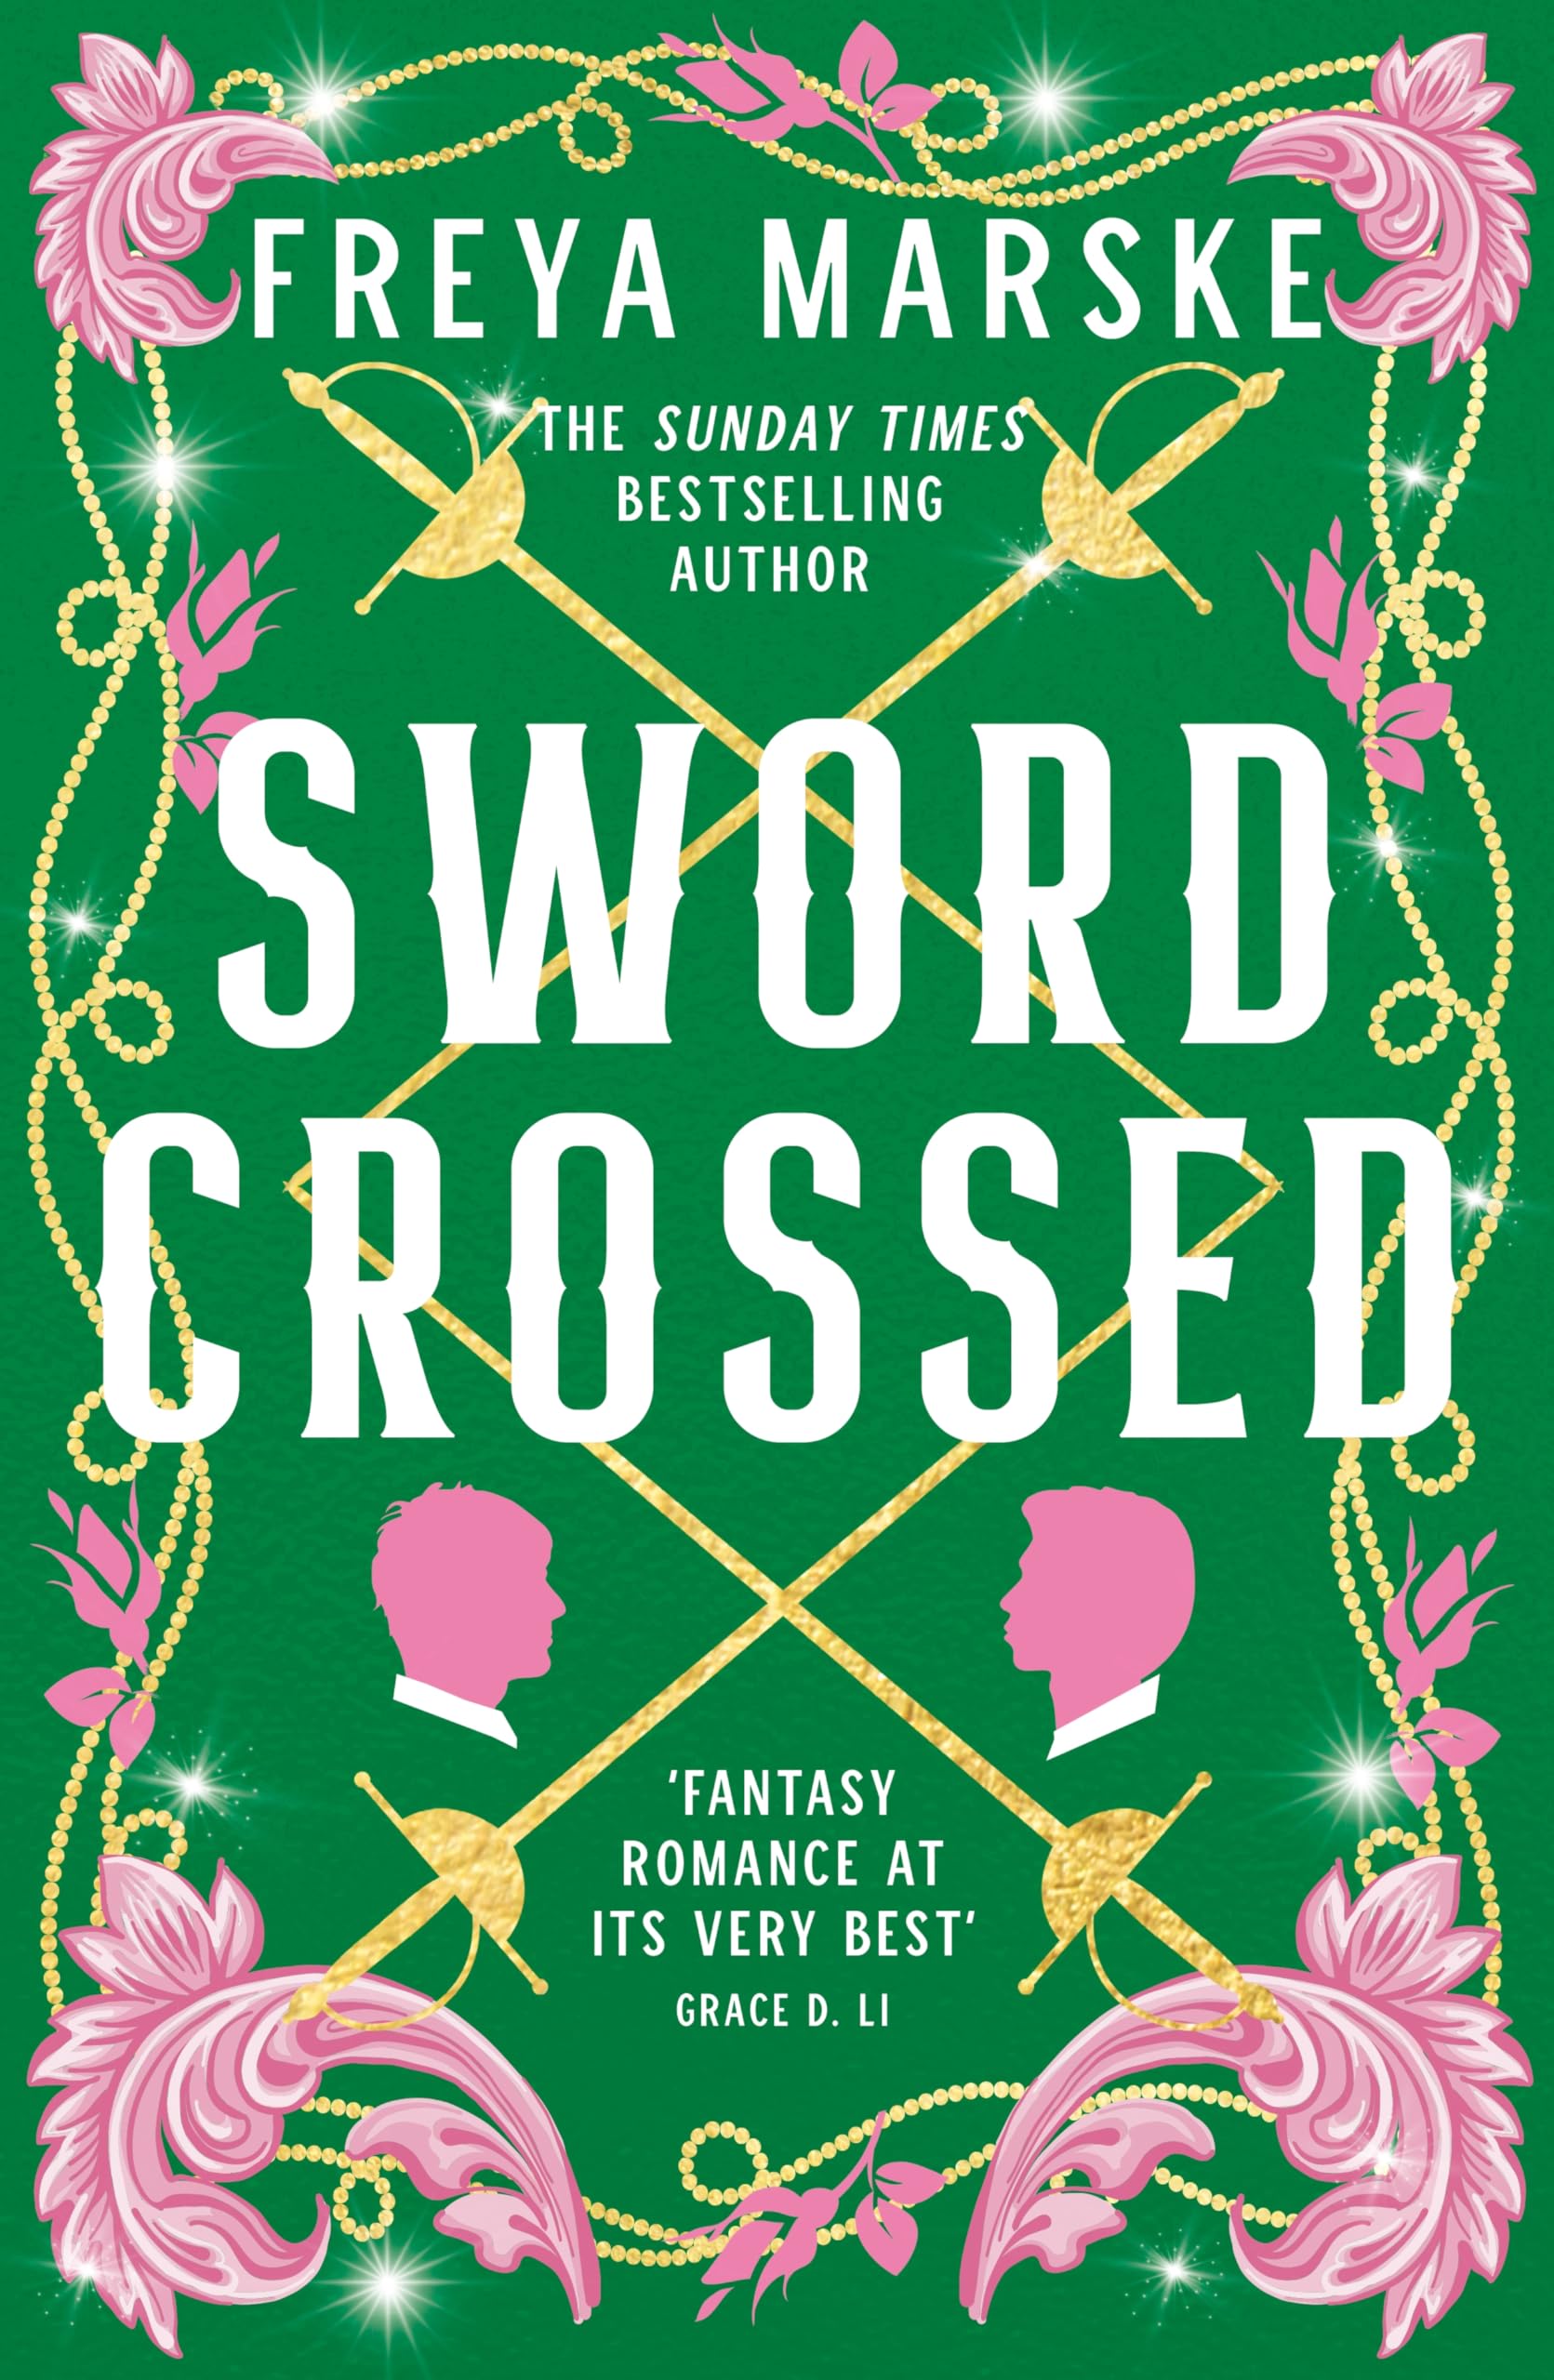 FREYA MARSKE
THE SUNDAY TIMES
BESTSELLING
AUTHOR
SWORD
CROSSED
'FANTASY
ROMANCE AT
ITS VERY BEST'
GRACE D. LI